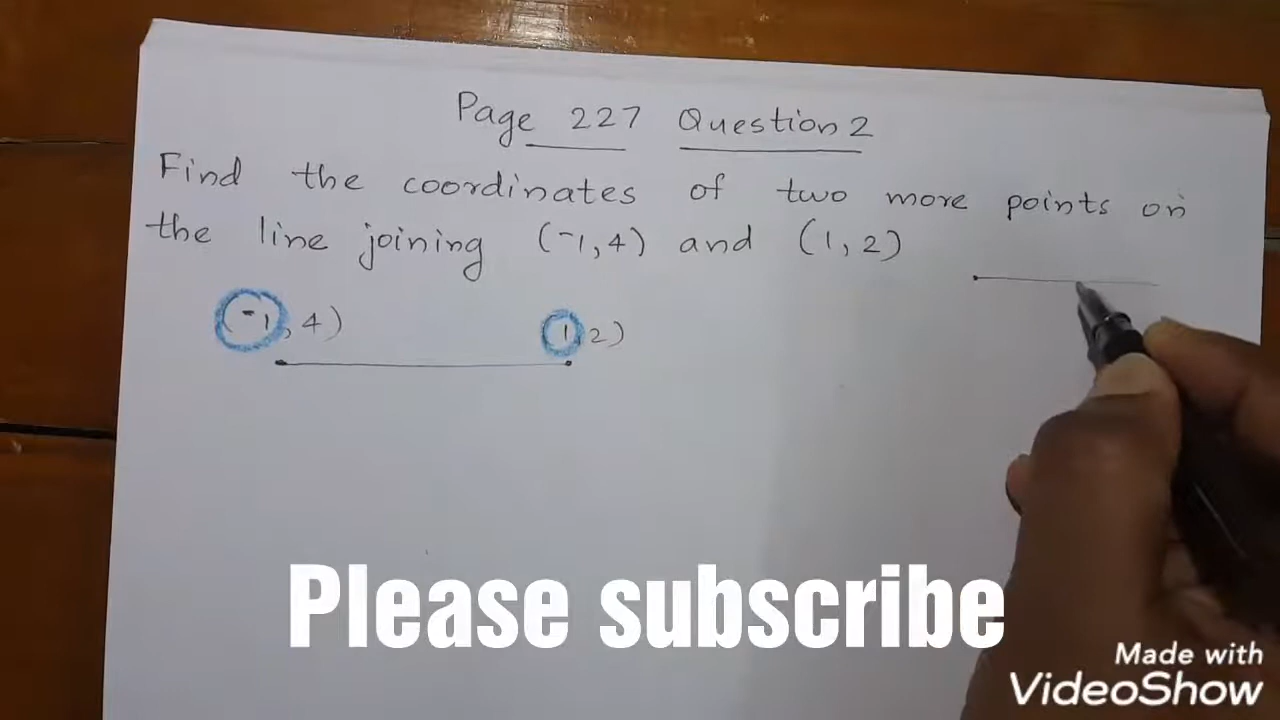 Page 227 Question 2
Find the coordinates of two more points on
the line joining (-1,4) and (1,2)
(-1,4) 1,2)
Please subscribe
Made with
VideoShow